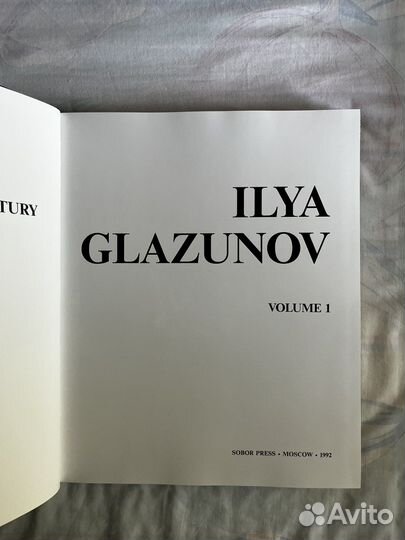 TURY
ILYA
GLAZUNOV
VOLUME 1
SOBOR PRESS • MOSCOW • 1992
Avito